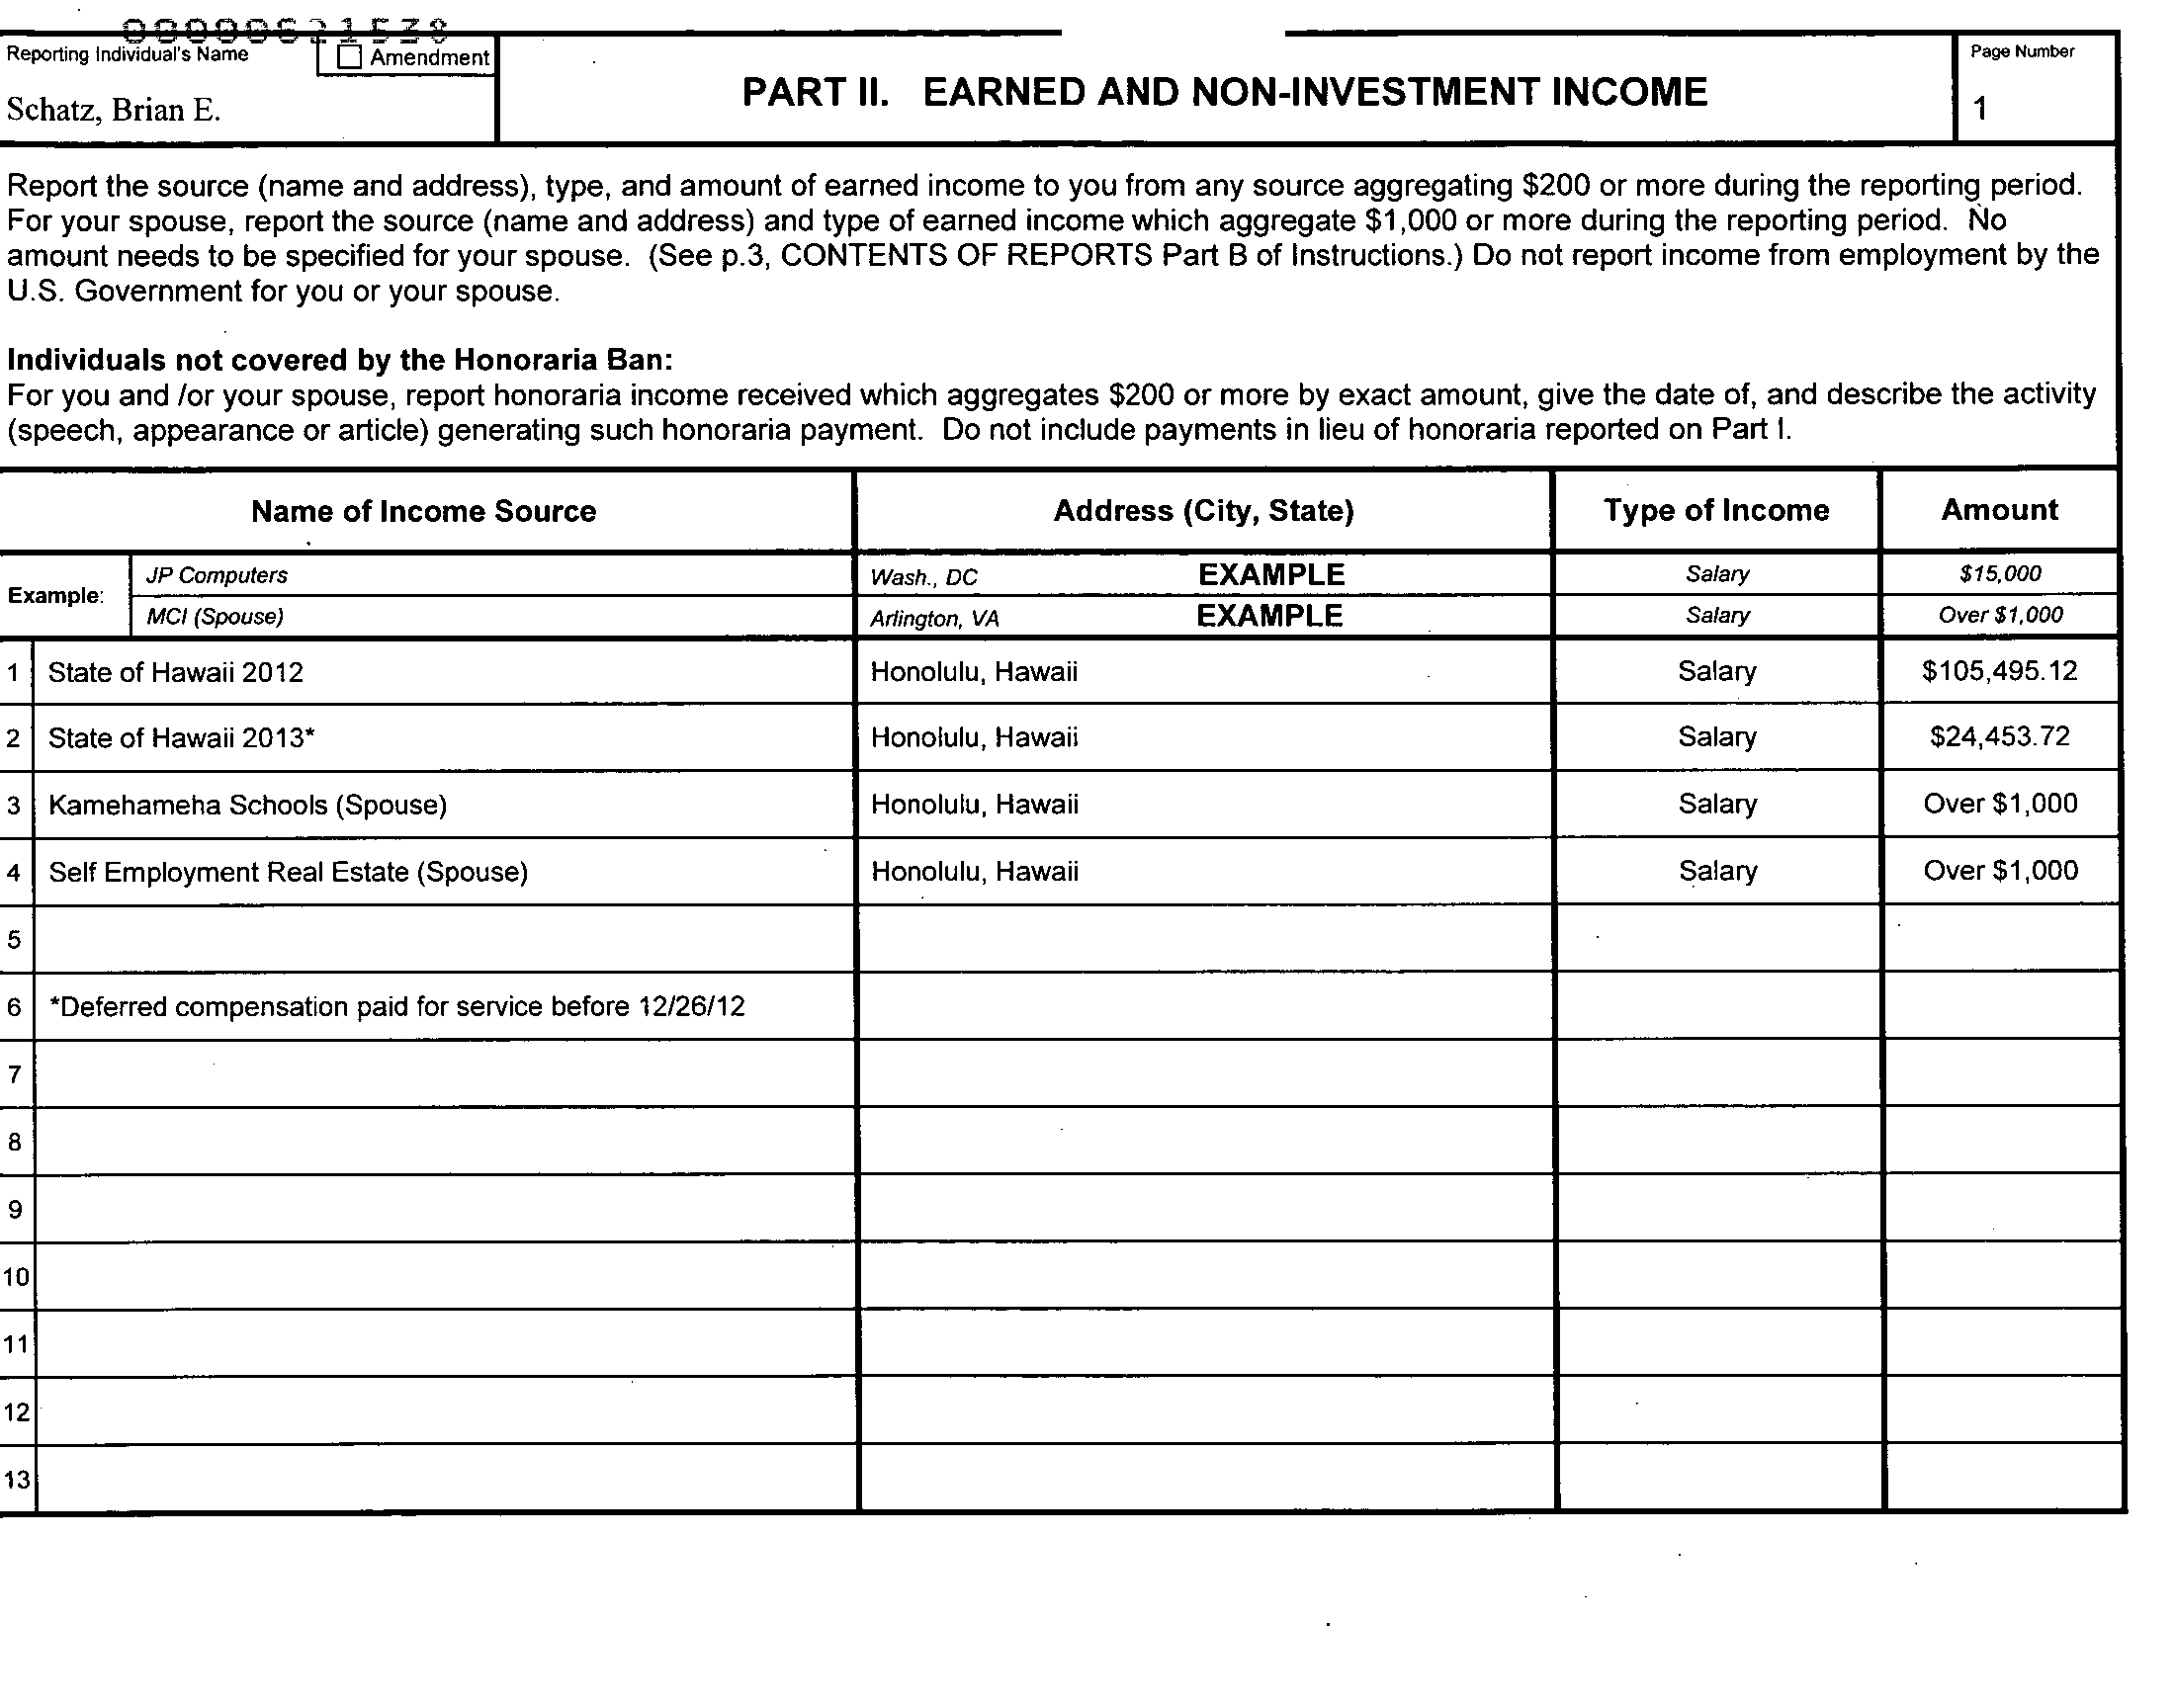 Reporting Individual's Name
Amendment
Schatz, Brian E.
PART II. EARNED AND NON-INVESTMENT INCOME
Page Number
1
Report the source (name and address), type, and amount of earned income to you from any source aggregating $200 or more during the reporting period.
For your spouse, report the source (name and address) and type of earned income which aggregate $1,000 or more during the reporting period. No
amount needs to be specified for your spouse. (See p.3, CONTENTS OF REPORTS Part B of Instructions.) Do not report income from employment by the
U.S. Government for you or your spouse.
Individuals not covered by the Honoraria Ban:
For you and /or your spouse, report honoraria income received which aggregates $200 or more by exact amount, give the date of, and describe the activity
(speech, appearance or article) generating such honoraria payment. Do not include payments in lieu of honoraria reported on Part I.
Name of Income Source Address (City, State) Type of Income Amount
Example:
JP Computers Wash., DC EXAMPLE Salary $15,000
MCI (Spouse) Arlington, VA EXAMPLE Salary Over $1,000
1 State of Hawaii 2012 Honolulu, Hawaii Salary $105,495.12
2 State of Hawaii 2013* Honolulu, Hawaii Salary $24,453.72
3 Kamehameha Schools (Spouse) Honolulu, Hawaii Salary Over $1,000
4 Self Employment Real Estate (Spouse) Honolulu, Hawaii Salary Over $1,000
5
6 *Deferred compensation paid for service before 12/26/12
7
8
9
10
11
12
13